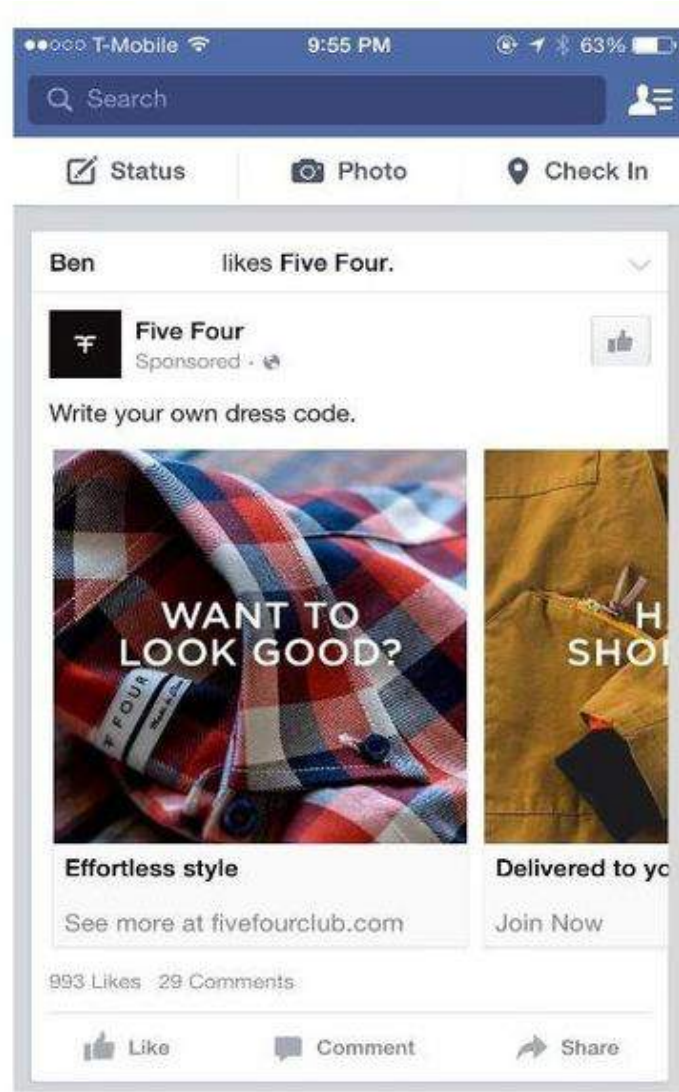 T-Mobile 9:55 PM 63%
Search
Status Photo Check In
Ben likes Five Four.
Five Four
Sponsored ·
Write your own dress code.
WANT TO
LOOK GOOD?
FOUR
H
SHO
Effortless style
See more at fivefourclub.com
Delivered to yo
Join Now
993 Likes 29 Comments
Like Comment Share